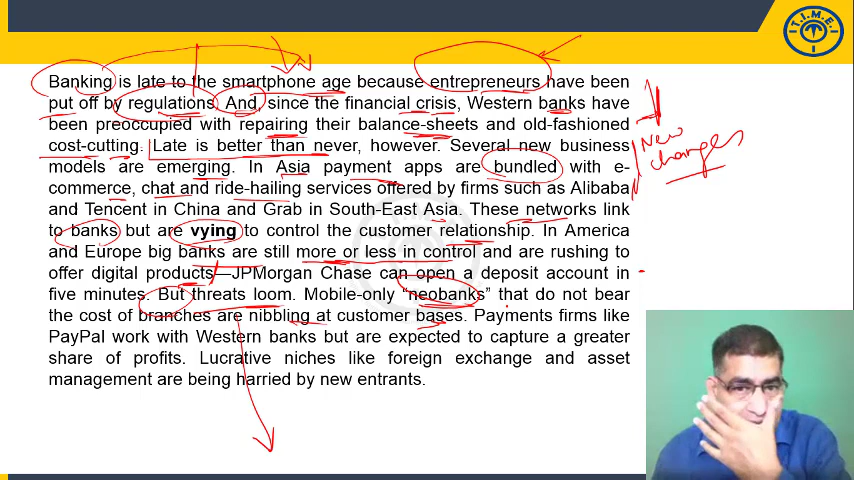 T.I.M.E.
Banking is late to the smartphone age because entrepreneurs have been
put off by regulations. And, since the financial crisis, Western banks have
been preoccupied with repairing their balance-sheets and old-fashioned
cost-cutting. Late is better than never, however. Several new business
models are emerging. In Asia payment apps are bundled with e-
commerce, chat and ride-hailing services offered by firms such as Alibaba
and Tencent in China and Grab in South-East Asia. These networks link
to banks but are vying to control the customer relationship. In America
and Europe big banks are still more or less in control and are rushing to
offer digital products—JPMorgan Chase can open a deposit account in
five minutes. But threats loom. Mobile-only “neobanks” that do not bear
the cost of branches are nibbling at customer bases. Payments firms like
PayPal work with Western banks but are expected to capture a greater
share of profits. Lucrative niches like foreign exchange and asset
management are being harried by new entrants.
New
changes